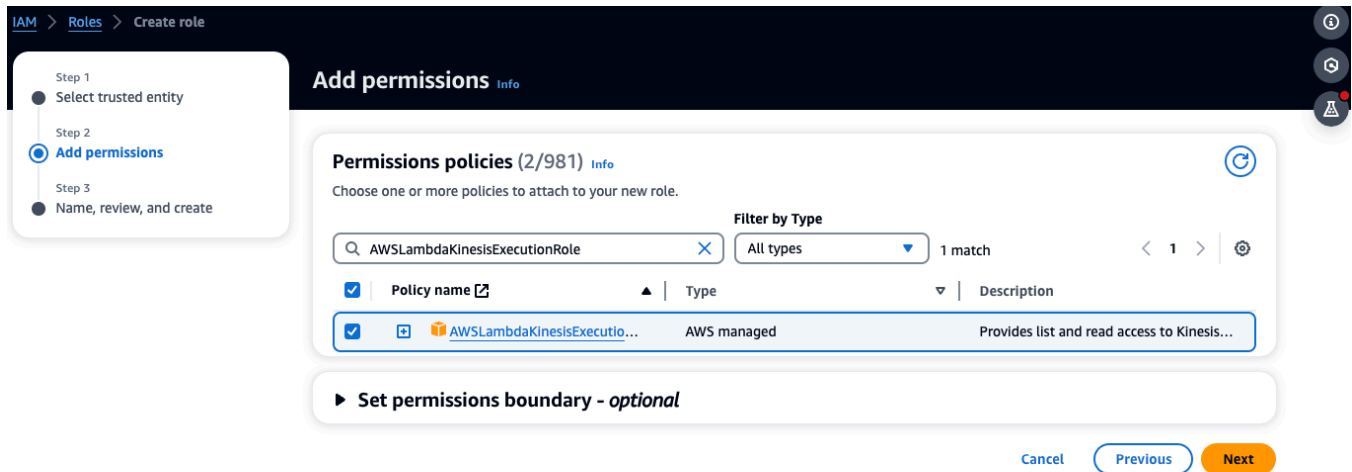 IAM > Roles > Create role
Step 1
Select trusted entity
Step 2
Add permissions
Step 3
Name, review, and create
Add permissions Info
Permissions policies (2/981) Info
Choose one or more policies to attach to your new role.
Filter by Type
AWSLambdaKinesisExecutionRole
All types
1 match
1
Policy name
Type
Description
AWSLambdaKinesisExecutio...
AWS managed
Provides list and read access to Kinesis...
Set permissions boundary - optional
Cancel
Previous
Next